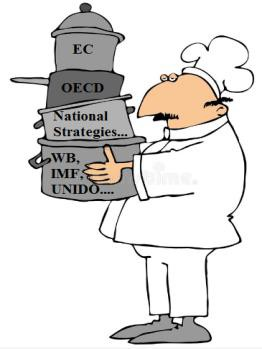 EC
OECD
National
Strategies...
WB,
IMF,
UNIDO....